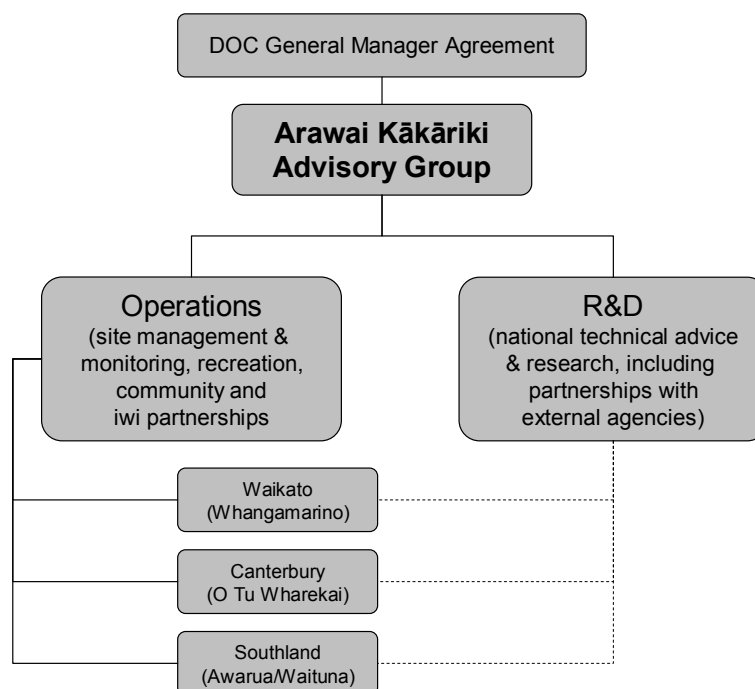 DOC General Manager Agreement
Arawai Kākāriki
Advisory Group
Operations
(site management &
monitoring, recreation,
community and
iwi partnerships
R&D
(national technical advice
& research, including
partnerships with
external agencies)
Waikato
(Whangamarino)
Canterbury
(O Tu Wharekai)
Southland
(Awarua/Waituna)